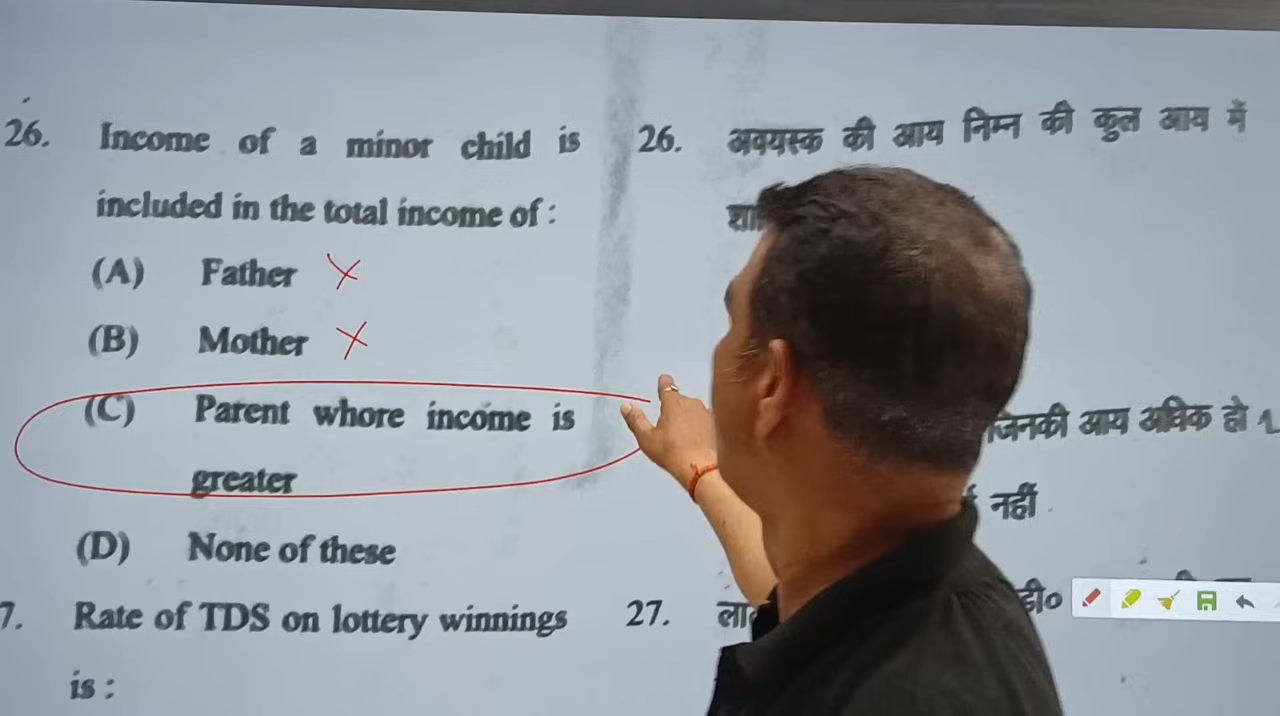 26. Income of a minor child is
included in the total income of :
(A) Father
(B) Mother
(C) Parent whore income is
greater
(D) None of these
7. Rate of TDS on lottery winnings
is :
26. अवयस्क की आय निम्न की कुल आय में
जिनकी आय अधिक हो
नहीं
27.